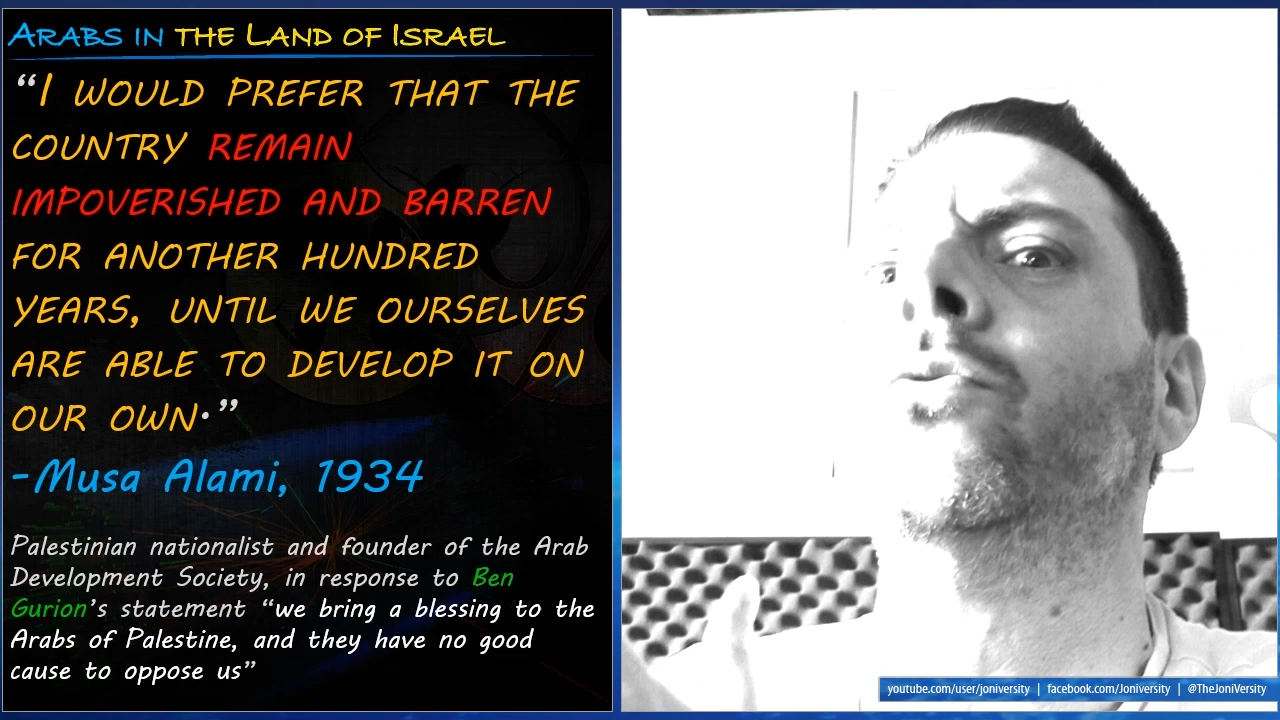 Arabs in the Land of Israel
“I would prefer that the
country remain
impoverished and barren
for another hundred
years, until we ourselves
are able to develop it on
our own.”
-Musa Alami, 1934
Palestinian nationalist and founder of the Arab
Development Society, in response to Ben
Gurion’s statement “we bring a blessing to the
Arabs of Palestine, and they have no good
cause to oppose us”
youtube.com/user/joniversity | facebook.com/Joniversity | @TheJoniVersity